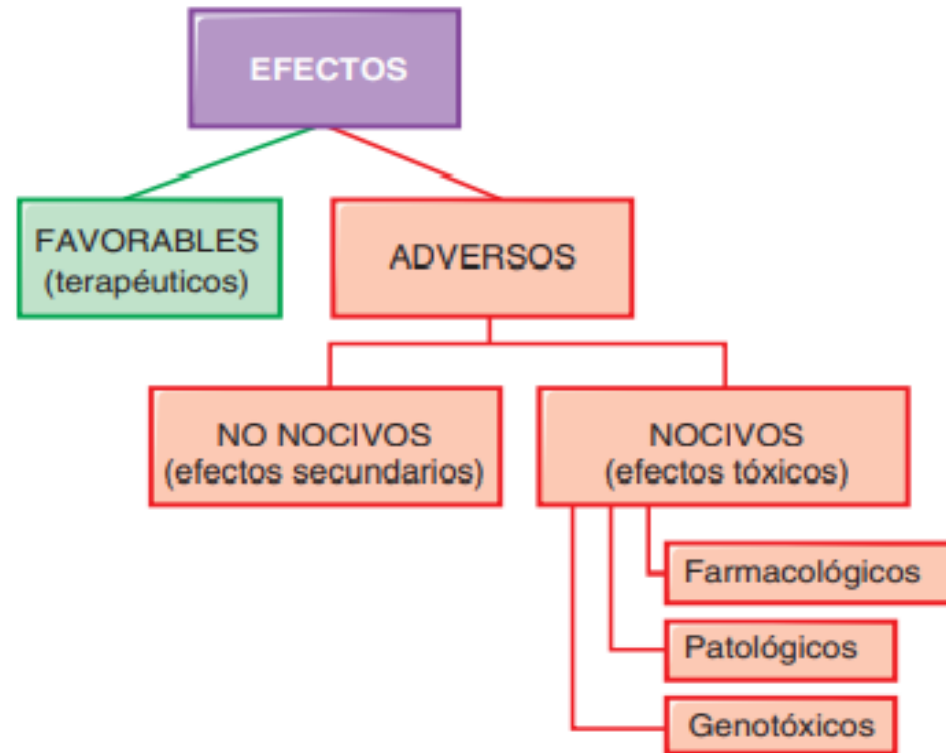 EFECTOS
FAVORABLES
(terapéuticos)
ADVERSOS
NO NOCIVOS
(efectos secundarios)
NOCIVOS
(efectos tóxicos)
Farmacológicos
Patológicos
Genotóxicos